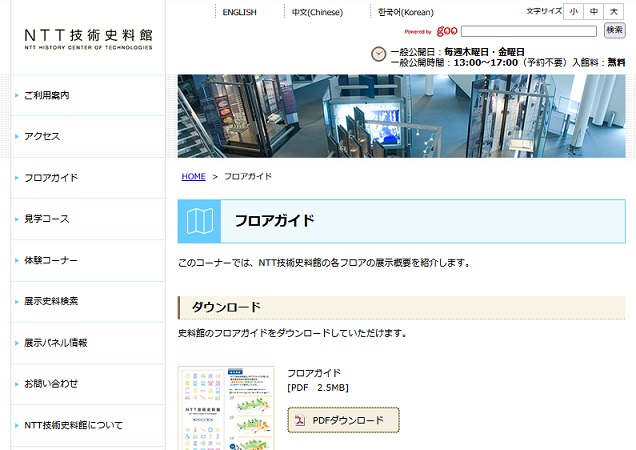 NTT技術史料館
NTT HISTORY CENTER OF TECHNOLOGIES
ENGLISH
中文(Chinese)
한국어(Korean)
文字サイズ 小 中 大
Powered by goo 検索
一般公開日：毎週木曜日・金曜日
一般公開時間：13:00～17:00（予約不要）入館料：無料
ご利用案内
アクセス
フロアガイド
見学コース
体験コーナー
展示史料検索
展示パネル情報
お問い合わせ
NTT技術史料館について
HOME > フロアガイド
フロアガイド
このコーナーでは、NTT技術史料館の各フロアの展示概要を紹介します。
ダウンロード
史料館のフロアガイドをダウンロードしていただけます。
フロアガイド
[PDF 2.5MB]
PDFダウンロード